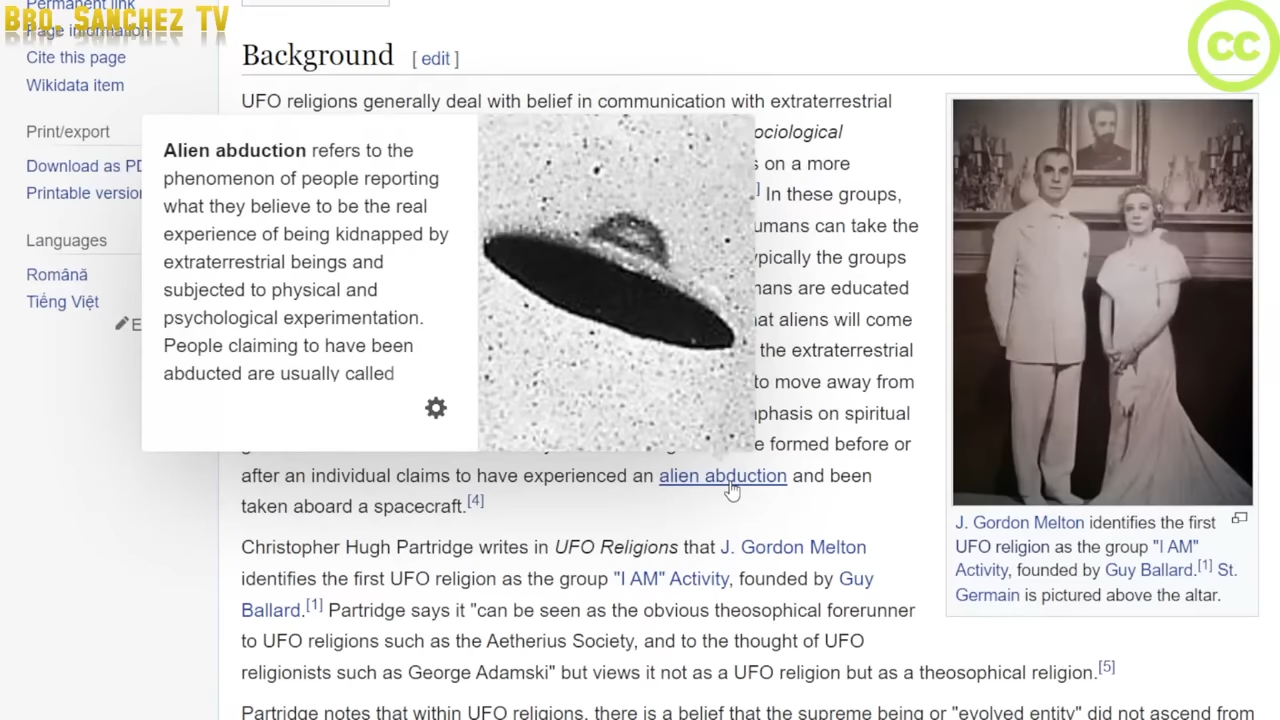 BRO. SANCHEZ TV
CC
Permanent link
Page information
Cite this page
Wikidata item
Print/export
Download as PD
Printable version
Languages
Română
Tiếng Việt
Background [ edit ]
UFO religions generally deal with belief in communication with extraterrestrial
ociological
s on a more
] In these groups,
umans can take the
ypically the groups
mans are educated
at aliens will come
the extraterrestrial
to move away from
mphasis on spiritual
e formed before or
after an individual claims to have experienced an alien abduction and been
taken aboard a spacecraft.[4]
Alien abduction refers to the
phenomenon of people reporting
what they believe to be the real
experience of being kidnapped by
extraterrestrial beings and
subjected to physical and
psychological experimentation.
People claiming to have been
abducted are usually called
Christopher Hugh Partridge writes in UFO Religions that J. Gordon Melton
identifies the first UFO religion as the group "I AM" Activity, founded by Guy
Ballard.[1] Partridge says it "can be seen as the obvious theosophical forerunner
to UFO religions such as the Aetherius Society, and to the thought of UFO
religionists such as George Adamski" but views it not as a UFO religion but as a theosophical religion.[5]
Partridge notes that within UFO religions, there is a belief that the supreme being or "evolved entity" did not ascend from
J. Gordon Melton identifies the first
UFO religion as the group "I AM"
Activity, founded by Guy Ballard.[1] St.
Germain is pictured above the altar.